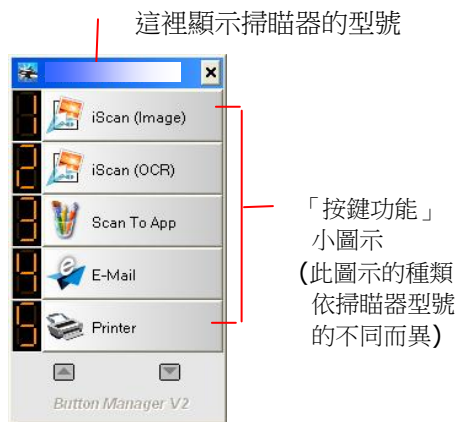 這裡顯示掃瞄器的型號
1 iScan (Image)
2 iScan (OCR)
3 Scan To App
4 E-Mail
5 Printer
Button Manager V2
「按鍵功能」
小圖示
(此圖示的種類
依掃瞄器型號
的不同而異)